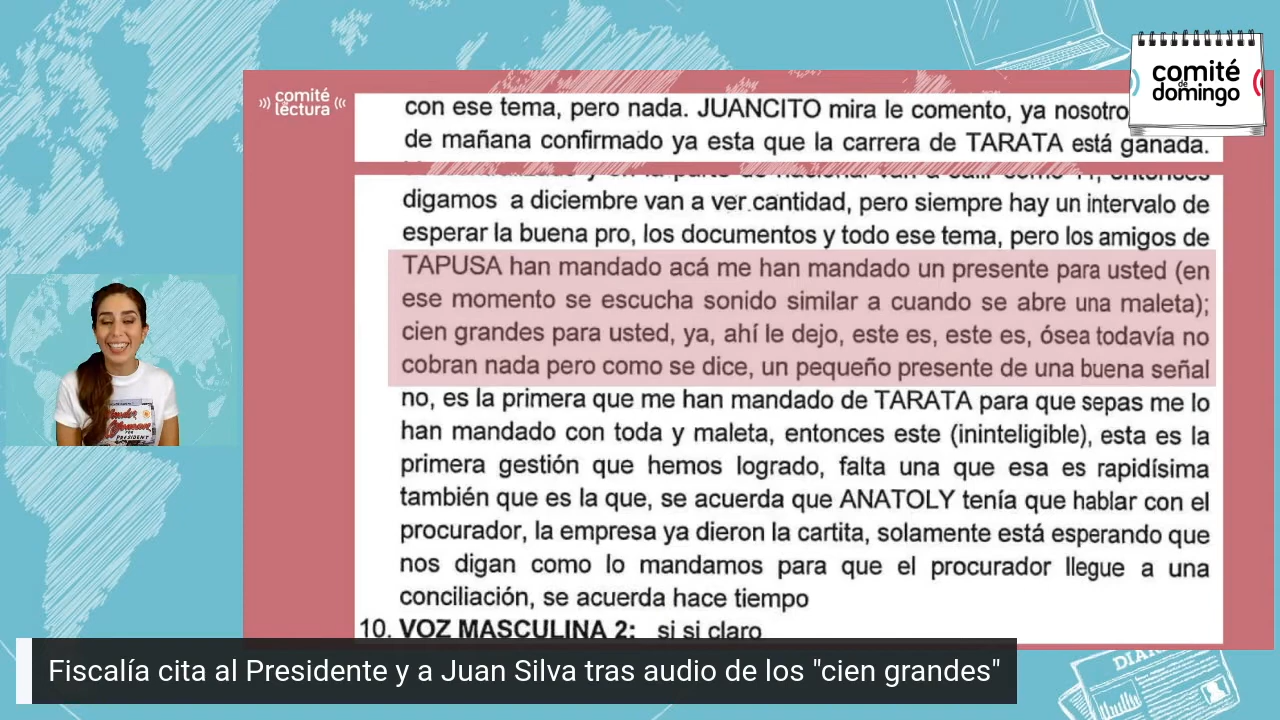 comité
de
domingo
comité
lectura
con ese tema, pero nada. JUANCITO mira le comento, ya nosotro
de mañana confirmado ya esta que la carrera de TARATA está ganada.
digamos a diciembre van a ver cantidad, pero siempre hay un intervalo de
esperar la buena pro, los documentos y todo ese tema, pero los amigos de
TAPUSA han mandado acá me han mandado un presente para usted (en
ese momento se escucha sonido similar a cuando se abre una maleta);
cien grandes para usted, ya, ahí le dejo, este es, este es, ósea todavía no
cobran nada pero como se dice, un pequeño presente de una buena señal
no, es la primera que me han mandado de TARATA para que sepas me lo
han mandado con toda y maleta, entonces este (ininteligible), esta es la
primera gestión que hemos logrado, falta una que esa es rapidísima
también que es la que, se acuerda que ANATOLY tenía que hablar con el
procurador, la empresa ya dieron la cartita, solamente está esperando que
nos digan como lo mandamos para que el procurador llegue a una
conciliación, se acuerda hace tiempo
10. VOZ MASCULINA 2: si si claro
Fiscalía cita al Presidente y a Juan Silva tras audio de los "cien grandes"